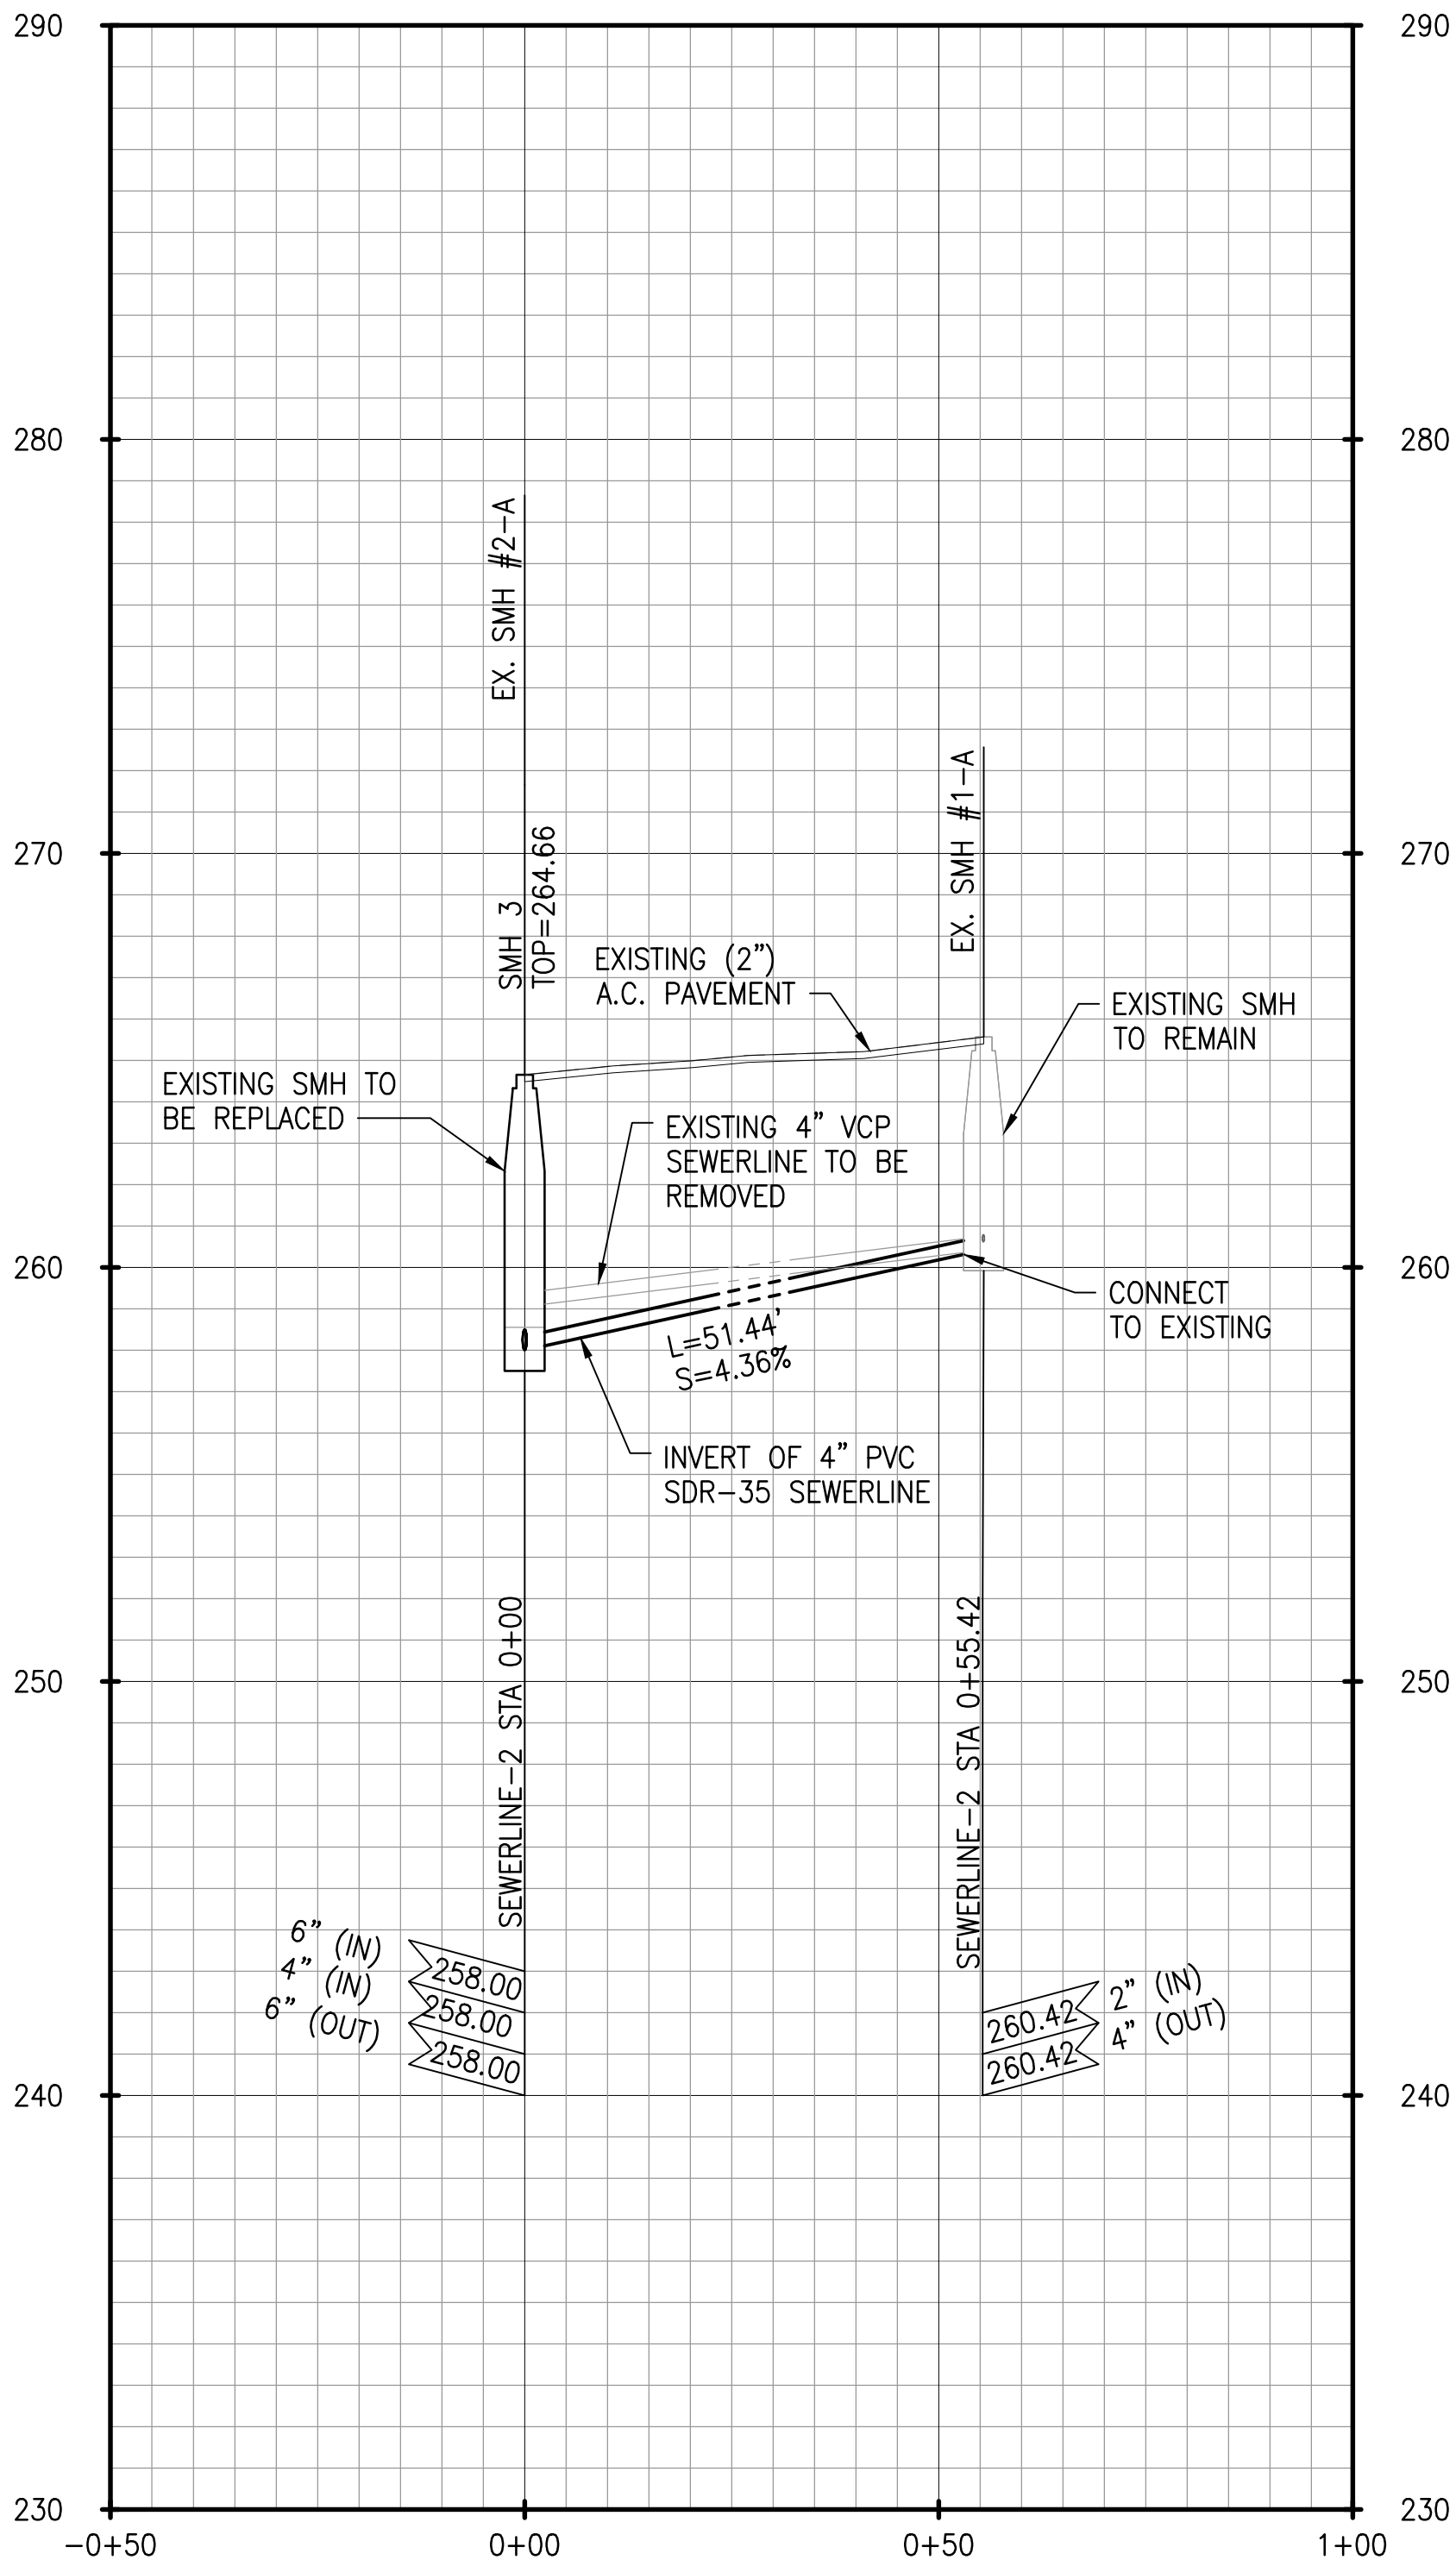 290
290
280
280
EX. SMH #2-A
EX. SMH #1-A
270
270
SMH 3
TOP=264.66
EXISTING (2")
A.C. PAVEMENT
EXISTING SMH
TO REMAIN
EXISTING SMH TO
BE REPLACED
EXISTING 4" VCP
SEWERLINE TO BE
REMOVED
260
260
CONNECT
TO EXISTING
L=51.44'
S=4.36%
INVERT OF 4" PVC
SDR-35 SEWERLINE
250
250
SEWERLINE-2 STA 0+00
SEWERLINE-2 STA 0+55.42
6" (IN)
258.00
4" (IN)
258.00
6" (OUT)
258.00
260.42
2" (IN)
260.42
4" (OUT)
240
240
230
230
-0+50
0+00
0+50
1+00